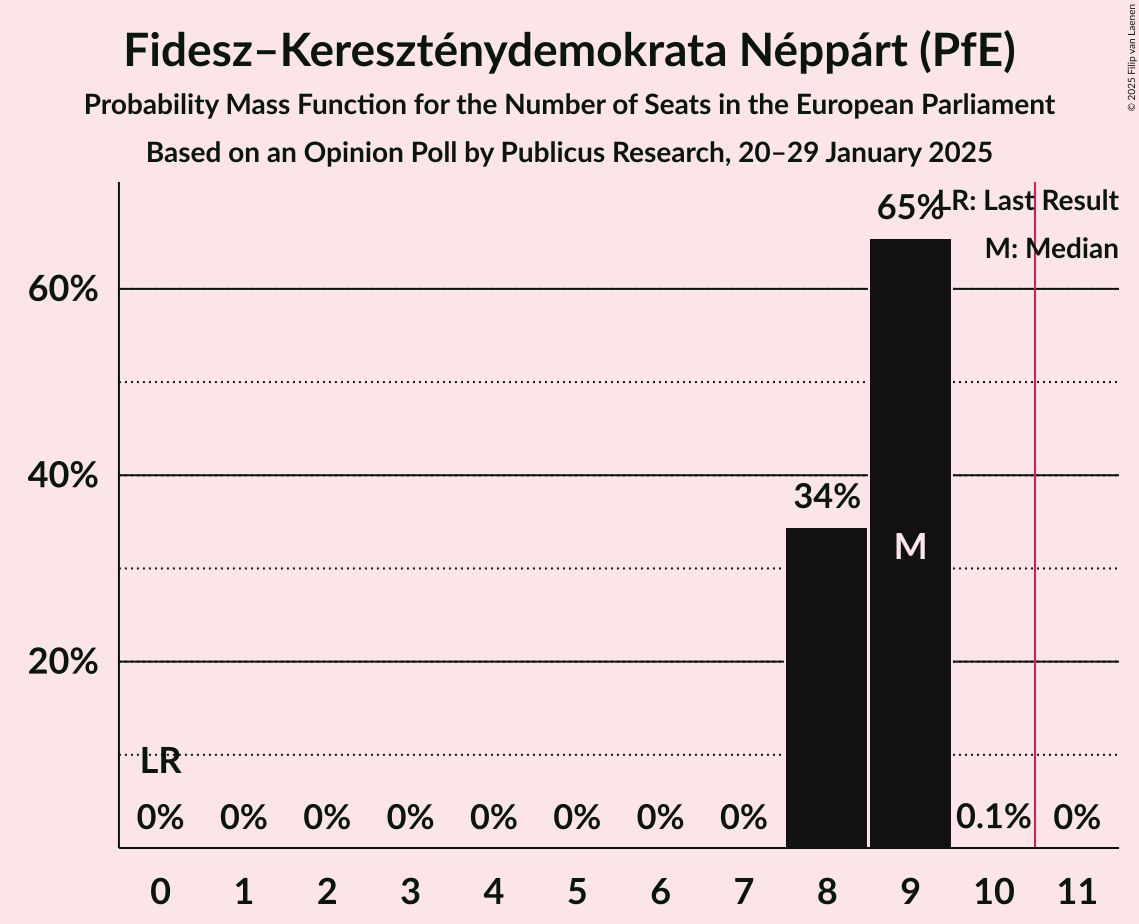 Fidesz–Kereszténydemokrata Néppárt (PfE)
Probability Mass Function for the Number of Seats in the European Parliament
Based on an Opinion Poll by Publicus Research, 20–29 January 2025
© 2025 Filip van Laenen
LR: Last Result
M: Median
65%
60%
40%
34%
M
20%
LR
0% 0% 0% 0% 0% 0% 0% 0% 0.1% 0%
0 1 2 3 4 5 6 7 8 9 10 11